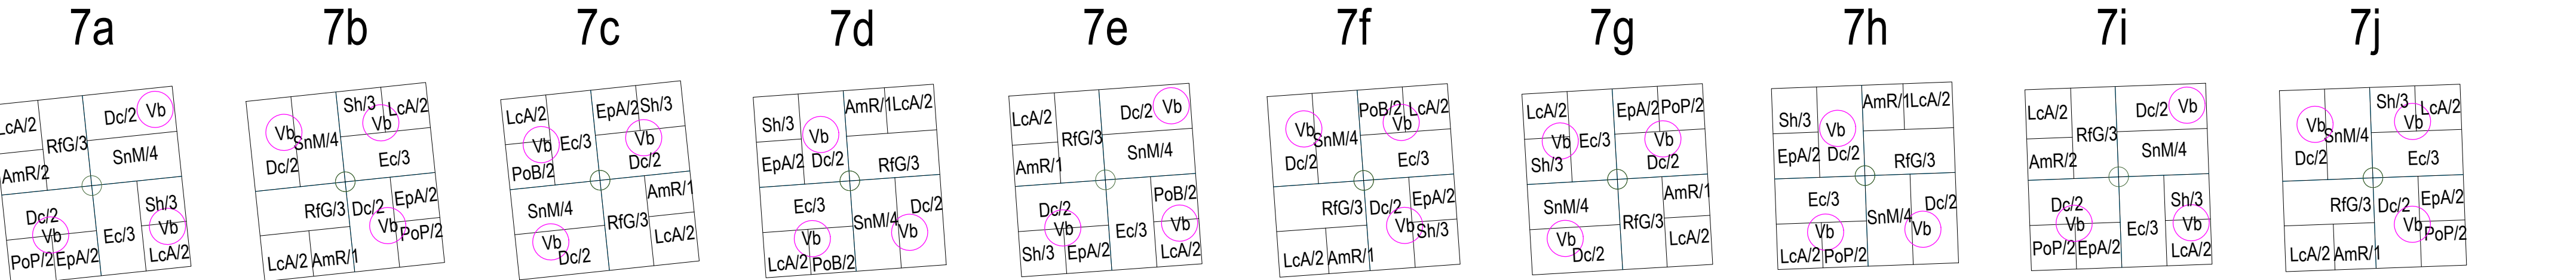 7a 7b 7c 7d 7e 7f 7g 7h 7i 7j
LcA/2 RfG/3 Dc/2 Vb
AmR/2 SnM/4
Dc/2 Vb Ec/3 Sh/3 Vb
PoP/2 EpA/2 LcA/2
Vb SnM/4 Sh/3 LcA/2
Dc/2 Vb Ec/3
RfG/3 Dc/2 EpA/2
LcA/2 AmR/1 Vb PoP/2
LcA/2 Ec/3 EpA/2 Sh/3
Vb PoB/2 Vb Dc/2
SnM/4 RfG/3 AmR/1
Vb Dc/2 LcA/2
Sh/3 Vb AmR/1 LcA/2
EpA/2 Dc/2 RfG/3
Ec/3 SnM/4 Dc/2
Vb LcA/2 PoB/2 Vb
LcA/2 RfG/3 Dc/2 Vb
AmR/1 SnM/4
Dc/2 Vb Ec/3 PoB/2 Vb
Sh/3 EpA/2 LcA/2
Vb SnM/4 PoB/2 LcA/2
Dc/2 Vb Ec/3
RfG/3 Dc/2 EpA/2
LcA/2 AmR/1 Vb Sh/3
LcA/2 Ec/3 EpA/2 PoP/2
Vb Sh/3 Vb Dc/2
SnM/4 RfG/3 AmR/1
Vb Dc/2 LcA/2
Sh/3 Vb AmR/1 LcA/2
EpA/2 Dc/2 RfG/3
Ec/3 SnM/4 Dc/2
Vb LcA/2 PoP/2 Vb
LcA/2 RfG/3 Dc/2 Vb
AmR/2 SnM/4
Dc/2 Vb Ec/3 Sh/3 Vb
PoP/2 EpA/2 LcA/2
Vb SnM/4 Sh/3 LcA/2
Dc/2 Vb Ec/3
RfG/3 Dc/2 EpA/2
LcA/2 AmR/1 Vb PoP/2